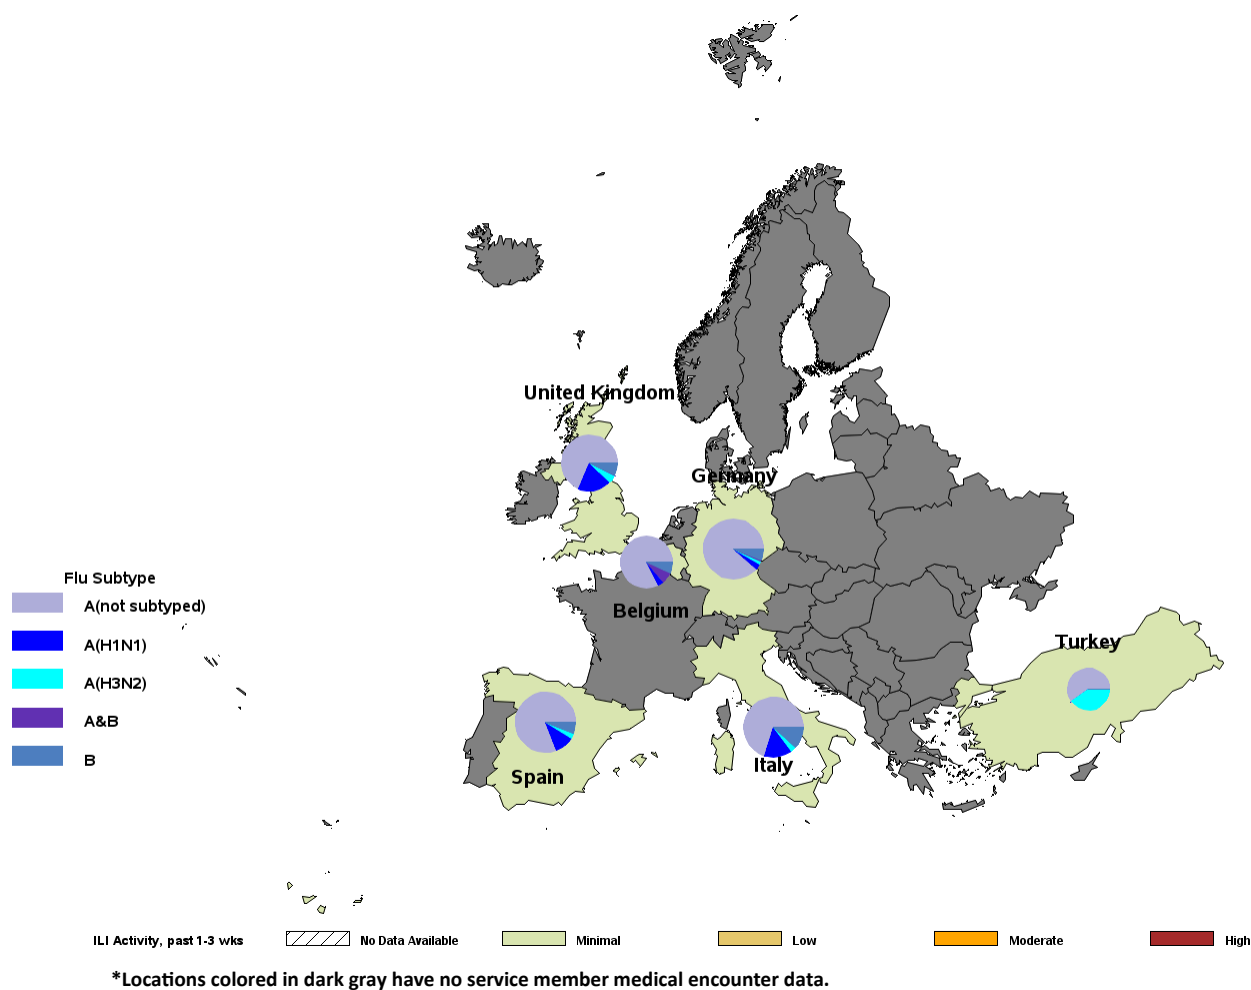 United Kingdom
Germany
Belgium
Turkey
Spain
Italy
Flu Subtype
A(not subtyped)
A(H1N1)
A(H3N2)
A&B
B
ILI Activity, past 1-3 wks No Data Available Minimal Low Moderate High
*Locations colored in dark gray have no service member medical encounter data.